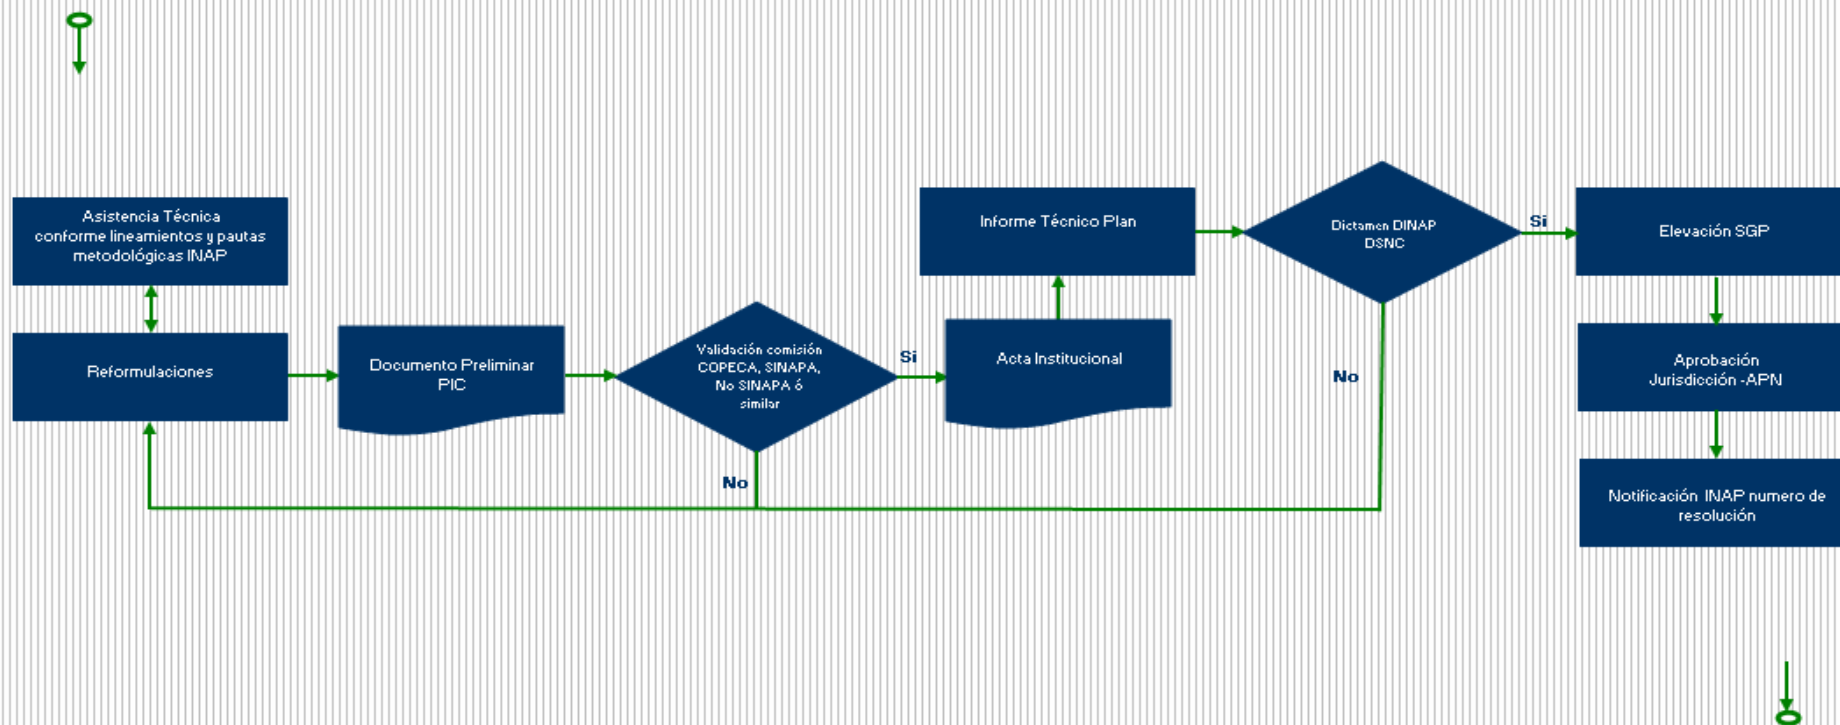 Asistencia Técnica
conforme lineamientos y pautas
metodológicas INAP
Reformulaciones
Documento Preliminar
PIC
Validación comisión
COPECA, SINAPA,
No SINAPA ó
similar
No
Si
Acta Institucional
Informe Técnico Plan
Dictamen DINAP
DSNC
No
Si
Elevación SGP
Aprobación
Jurisdicción -APN
Notificación INAP numero de
resolución